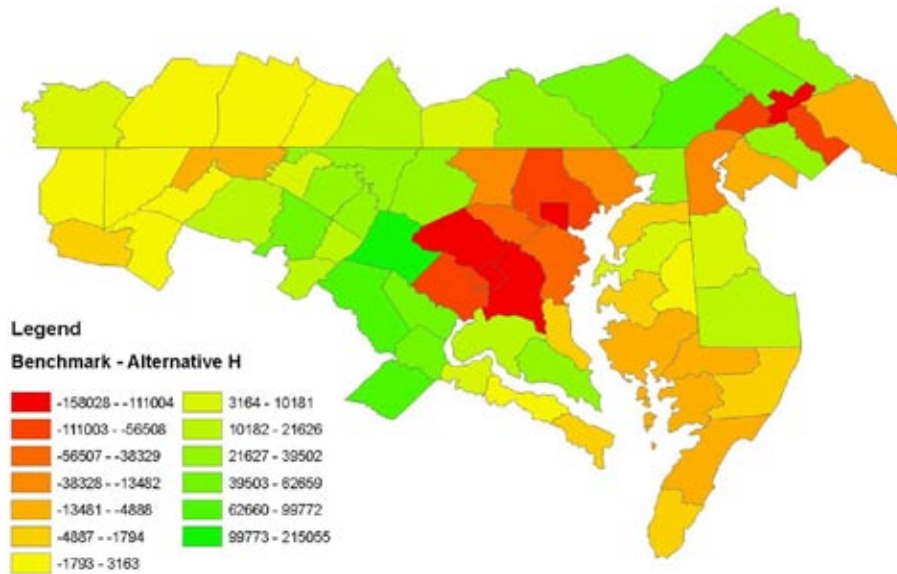 Legend
Benchmark - Alternative H
-158028 - -111004
-111003 - -56508
-56507 - -38329
-38328 - -13482
-13481 - -4888
-4887 - -1794
-1793 - 3163
3164 - 10181
10182 - 21626
21627 - 39502
39503 - 62659
62660 - 99772
99773 - 215055